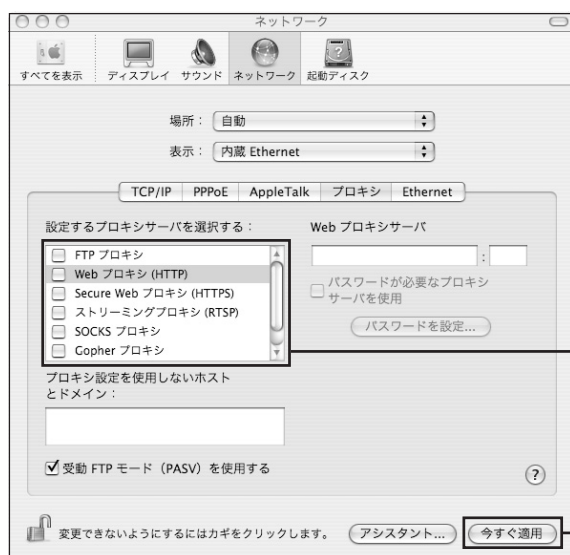 ネットワーク
すべてを表示 ディスプレイ サウンド ネットワーク 起動ディスク
場所： 自動
表示： 内蔵 Ethernet
TCP/IP PPPoE AppleTalk プロキシ Ethernet
設定するプロキシサーバを選択する：
FTP プロキシ
Web プロキシ (HTTP)
Secure Web プロキシ (HTTPS)
ストリーミングプロキシ (RTSP)
SOCKS プロキシ
Gopher プロキシ
Web プロキシサーバ
:
パスワードが必要なプロキシ
サーバを使用
パスワードを設定...
プロキシ設定を使用しないホスト
とドメイン：
受動 FTP モード（PASV）を使用する
?
変更できないようにするにはカギをクリックします。 アシスタント... 今すぐ適用